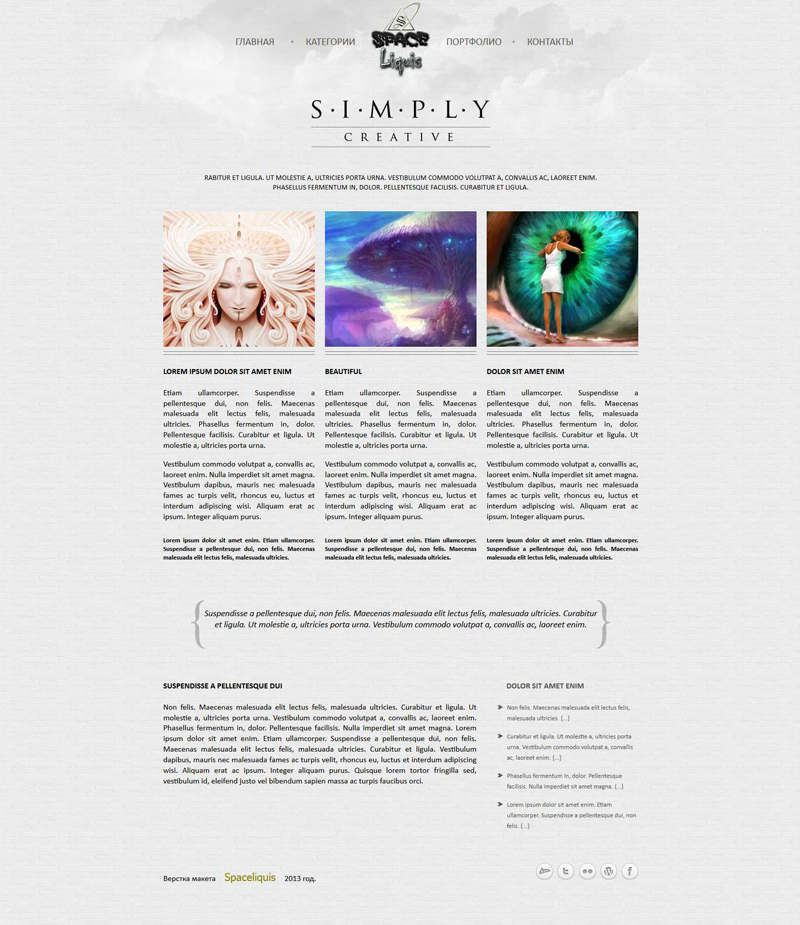 ГЛАВНАЯ КАТЕГОРИИ SPACE ПОРТФОЛИО КОНТАКТЫ
Liquis
S·I·M·P·L·Y
CREATIVE
RABITUR ET LIGULA. UT MOLESTIE A, ULTRICIES PORTA URNA. VESTIBULUM COMMODO VOLUTPAT A, CONVALLIS AC, LAOREET ENIM.
PHASELLUS FERMENTUM IN, DOLOR. PELLENTESQUE FACILISIS. CURABITUR ET LIGULA.
LOREM IPSUM DOLOR SIT AMET ENIM
Etiam ullamcorper. Suspendisse a
pellentesque dui, non felis. Maecenas
malesuada elit lectus felis, malesuada
ultricies. Phasellus fermentum in, dolor.
Pellentesque facilisis. Curabitur et ligula. Ut
molestie a, ultricies porta urna.
Vestibulum commodo volutpat a, convallis ac,
laoreet enim. Nulla imperdiet sit amet magna.
Vestibulum dapibus, mauris nec malesuada
fames ac turpis velit, rhoncus eu, luctus et
interdum adipiscing wisi. Aliquam erat ac
ipsum. Integer aliquam purus.
Lorem ipsum dolor sit amet enim. Etiam ullamcorper.
Suspendisse a pellentesque dui, non felis. Maecenas
malesuada elit lectus felis, malesuada ultricies.
BEAUTIFUL
Etiam ullamcorper. Suspendisse a
pellentesque dui, non felis. Maecenas
malesuada elit lectus felis, malesuada
ultricies. Phasellus fermentum in, dolor.
Pellentesque facilisis. Curabitur et ligula. Ut
molestie a, ultricies porta urna.
Vestibulum commodo volutpat a, convallis ac,
laoreet enim. Nulla imperdiet sit amet magna.
Vestibulum dapibus, mauris nec malesuada
fames ac turpis velit, rhoncus eu, luctus et
interdum adipiscing wisi. Aliquam erat ac
ipsum. Integer aliquam purus.
Lorem ipsum dolor sit amet enim. Etiam ullamcorper.
Suspendisse a pellentesque dui, non felis. Maecenas
malesuada elit lectus felis, malesuada ultricies.
DOLOR SIT AMET ENIM
Etiam ullamcorper. Suspendisse a
pellentesque dui, non felis. Maecenas
malesuada elit lectus felis, malesuada
ultricies. Phasellus fermentum in, dolor.
Pellentesque facilisis. Curabitur et ligula. Ut
molestie a, ultricies porta urna.
Vestibulum commodo volutpat a, convallis ac,
laoreet enim. Nulla imperdiet sit amet magna.
Vestibulum dapibus, mauris nec malesuada
fames ac turpis velit, rhoncus eu, luctus et
interdum adipiscing wisi. Aliquam erat ac
ipsum. Integer aliquam purus.
Lorem ipsum dolor sit amet enim. Etiam ullamcorper.
Suspendisse a pellentesque dui, non felis. Maecenas
malesuada elit lectus felis, malesuada ultricies.
Suspendisse a pellentesque dui, non felis. Maecenas malesuada elit lectus felis, malesuada ultricies. Curabitur
et ligula. Ut molestie a, ultricies porta urna. Vestibulum commodo volutpat a, convallis ac, laoreet enim.
SUSPENDISSE A PELLENTESQUE DUI
Non felis. Maecenas malesuada elit lectus felis, malesuada ultricies. Curabitur et ligula. Ut
molestie a, ultricies porta urna. Vestibulum commodo volutpat a, convallis ac, laoreet enim.
Phasellus fermentum in, dolor. Pellentesque facilisis. Nulla imperdiet sit amet magna. Lorem
ipsum dolor sit amet enim. Etiam ullamcorper. Suspendisse a pellentesque dui, non felis.
Maecenas malesuada elit lectus felis, malesuada ultricies. Curabitur et ligula. Vestibulum
dapibus, mauris nec malesuada fames ac turpis velit, rhoncus eu, luctus et interdum adipiscing
wisi. Aliquam erat ac ipsum. Integer aliquam purus. Quisque lorem tortor fringilla sed,
vestibulum id, eleifend justo vel bibendum sapien massa ac turpis faucibus orci.
DOLOR SIT AMET ENIM
Non felis. Maecenas malesuada elit lectus felis,
malesuada ultricies. [...]
Curabitur et ligula. Ut molestie a, ultricies porta
urna. Vestibulum commodo volutpat a, convallis
ac, laoreet enim. [...]
Phasellus fermentum in, dolor. Pellentesque
facilisis. Nulla imperdiet sit amet magna. [...]
Lorem ipsum dolor sit amet enim. Etiam
ullamcorper. Suspendisse a pellentesque dui, non
felis. [...]
Верстка макета Spaceliquis 2013 год.